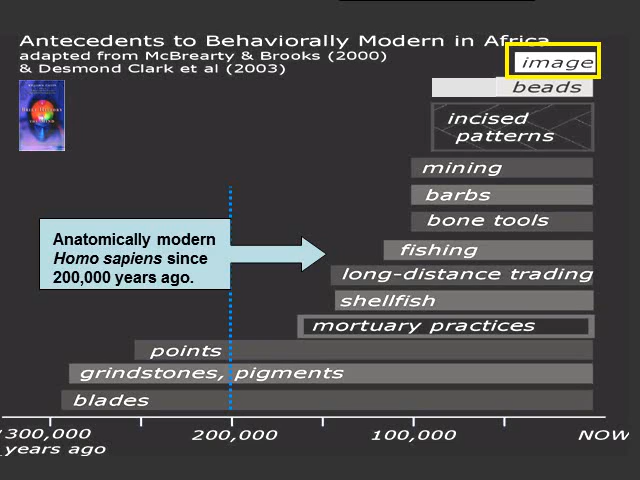 Antecedents to Behaviorally Modern in Africa
adapted from McBrearty & Brooks (2000)
& Desmond Clark et al (2003)
image
beads
incised
patterns
mining
barbs
bone tools
fishing
long-distance trading
shellfish
mortuary practices
points
grindstones, pigments
blades
Anatomically modern
Homo sapiens since
200,000 years ago.
300,000
years ago
200,000
100,000
NOW